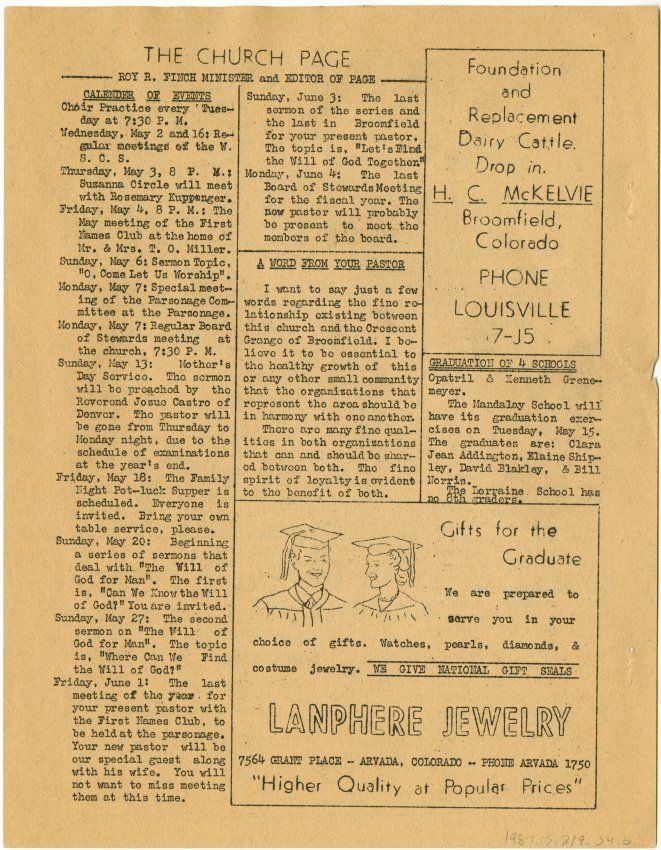 THE CHURCH PAGE
ROY R. FINCH MINISTER and EDITOR OF PAGE
CALENDER OF EVENTS
Choir Practice every Tues-
day at 7:30 P. M.
Wednesday, May 2 and 16: Re-
gular meetings of the W.
S. C. S.
Thursday, May 3, 8 P. M.:
Suzanna Circle will meet
with Rosemary Kuppenger.
Friday, May 4, 8 P. M.: The
May meeting of the First
Names Club at the home of
Mr. & Mrs. T. O. Miller.
Sunday, May 6: Sermon Topic,
"O, Come Let Us Worship".
Monday, May 7: Special meet-
ing of the Parsonage Com-
mittee at the Parsonage.
Monday, May 7: Regular Board
of Stewards meeting at
the church, 7:30 P. M.
Sunday, May 13: Mother's
Day Service. The sermon
will be preached by the
Reverend Josue Castro of
Denver. The pastor will
be gone from Thursday to
Monday night, due to the
schedule of examinations
at the year's end.
Friday, May 18: The Family
Night Pot-luck Supper is
scheduled. Everyone is
invited. Bring your own
table service, please.
Sunday, May 20: Beginning
a series of sermons that
deal with "The Will of
God for Man". The first
is, "Can We Know the Will
of God?" You are invited.
Sunday, May 27: The second
sermon on "The Will of
God for Man". The topic
is, "Where Can We Find
the Will of God?"
Friday, June 1: The last
meeting of the year for
your present pastor with
the First Names Club, to
be held at the parsonage.
Your new pastor will be
our special guest along
with his wife. You will
not want to miss meeting
them at this time.
Sunday, June 3: The last
sermon of the series and
the last in Broomfield
for your present pastor.
The topic is, "Let's Find
the Will of God Together."
Monday, June 4: The last
Board of Stewards Meeting
for the fiscal year. The
new pastor will probably
be present to meet the
members of the board.
A WORD FROM YOUR PASTOR
I want to say just a few
words regarding the fine re-
lationship existing between
this church and the Crescent
Grange of Broomfield. I be-
lieve it to be essential to
the healthy growth of this
or any other small community
that the organizations that
represent the area should be
in harmony with one another.
There are many fine qual-
ities in both organizations
that can and should be shar-
ed between both. The fine
spirit of loyalty is evident
to the benefit of both.
Foundation
and
Replacement
Dairy Cattle.
Drop in.
H. C. McKELVIE
Broomfield,
Colorado
PHONE
LOUISVILLE
7-J5
GRADUATION OF 4 SCHOOLS
Opatril & Kenneth Grene-
meyer.
The Mandalay School will
have its graduation exer-
cises on Tuesday, May 15.
The graduates are: Clara
Jean Addington, Elaine Ship-
ley, David Blakley, & Bill
Norris.
The Lorraine School has
no 8th graders.
Gifts for the
Graduate
We are prepared to
serve you in your
choice of gifts. Watches, pearls, diamonds, &
costume jewelry. WE GIVE NATIONAL GIFT SEALS
LANPHERE JEWELRY
7564 GRANT PLACE - ARVADA, COLORADO - PHONE ARVADA 1750
"Higher Quality at Popular Prices"
1987.15.219.54.5